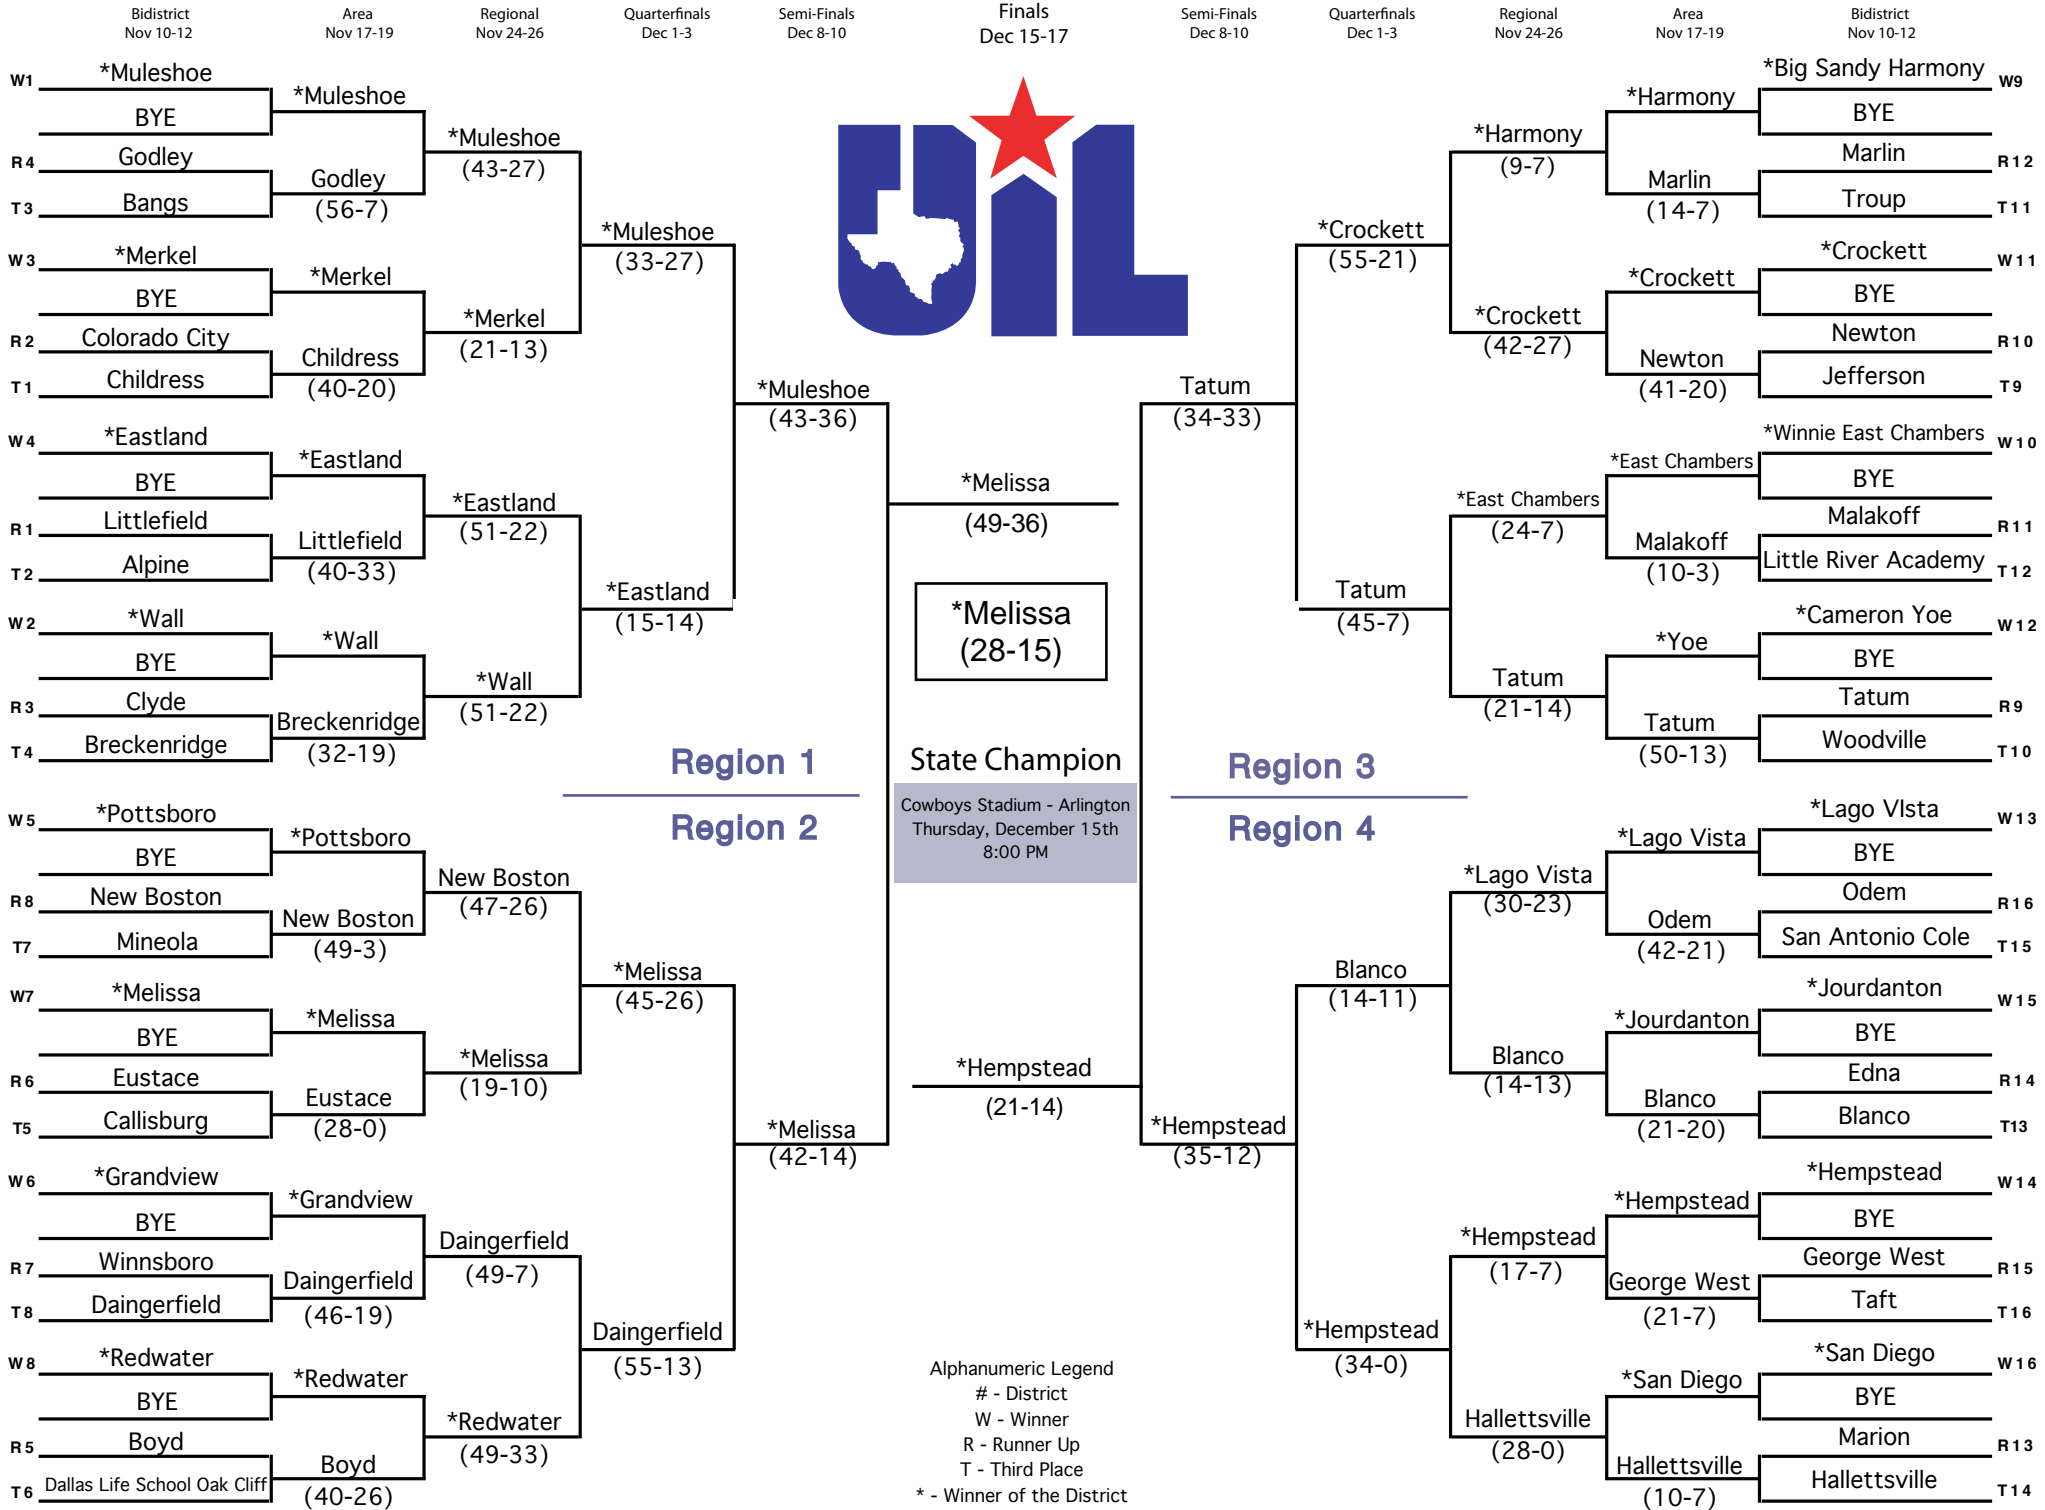 Bidistrict
Nov 10-12
Area
Nov 17-19
Regional
Nov 24-26
Quarterfinals
Dec 1-3
Semi-Finals
Dec 8-10
Finals
Dec 15-17
Semi-Finals
Dec 8-10
Quarterfinals
Dec 1-3
Regional
Nov 24-26
Area
Nov 17-19
Bidistrict
Nov 10-12
UIL
W1
*Muleshoe
BYE
R4
Godley
T3
Bangs
W3
*Merkel
BYE
R2
Colorado City
T1
Childress
W4
*Eastland
BYE
R1
Littlefield
T2
Alpine
W2
*Wall
BYE
R3
Clyde
T4
Breckenridge
W5
*Pottsboro
BYE
R8
New Boston
T7
Mineola
W7
*Melissa
BYE
R6
Eustace
T5
Callisburg
W6
*Grandview
BYE
R7
Winnsboro
T8
Daingerfield
W8
*Redwater
BYE
R5
Boyd
T6
Dallas Life School Oak Cliff
*Muleshoe
Godley
(56-7)
*Merkel
Childress
(40-20)
*Eastland
Littlefield
(40-33)
*Wall
Breckenridge
(32-19)
*Pottsboro
New Boston
(49-3)
*Melissa
Eustace
(28-0)
*Grandview
Daingerfield
(46-19)
*Redwater
Boyd
(40-26)
*Muleshoe
(43-27)
*Merkel
(21-13)
*Eastland
(51-22)
*Wall
(51-22)
New Boston
(47-26)
*Melissa
(19-10)
Daingerfield
(49-7)
*Redwater
(49-33)
*Muleshoe
(33-27)
*Eastland
(15-14)
*Melissa
(45-26)
Daingerfield
(55-13)
*Muleshoe
(43-36)
*Melissa
(42-14)
Region 1
Region 2
*Melissa
(49-36)
*Melissa
(28-15)
State Champion
Cowboys Stadium - Arlington
Thursday, December 15th
8:00 PM
*Hempstead
(21-14)
Alphanumeric Legend
# - District
W - Winner
R - Runner Up
T - Third Place
* - Winner of the District
Region 3
Region 4
Tatum
(34-33)
*Hempstead
(35-12)
*Crockett
(55-21)
Tatum
(45-7)
Blanco
(14-11)
*Hempstead
(34-0)
*Harmony
(9-7)
*Crockett
(42-27)
*East Chambers
(24-7)
Tatum
(21-14)
*Lago Vista
(30-23)
Blanco
(14-13)
*Hempstead
(17-7)
Hallettsville
(28-0)
*Harmony
Marlin
(14-7)
*Crockett
Newton
(41-20)
*East Chambers
Malakoff
(10-3)
*Yoe
Tatum
(50-13)
*Lago Vista
Odem
(42-21)
*Jourdanton
Blanco
(21-20)
*Hempstead
George West
(21-7)
*San Diego
Hallettsville
(10-7)
*Big Sandy Harmony
W9
BYE
Marlin
R12
Troup
T11
*Crockett
W11
BYE
Newton
R10
Jefferson
T9
*Winnie East Chambers
W10
BYE
Malakoff
R11
Little River Academy
T12
*Cameron Yoe
W12
BYE
Tatum
R9
Woodville
T10
*Lago VIsta
W13
BYE
Odem
R16
San Antonio Cole
T15
*Jourdanton
W15
BYE
Edna
R14
Blanco
T13
*Hempstead
W14
BYE
George West
R15
Taft
T16
*San Diego
W16
BYE
Marion
R13
Hallettsville
T14